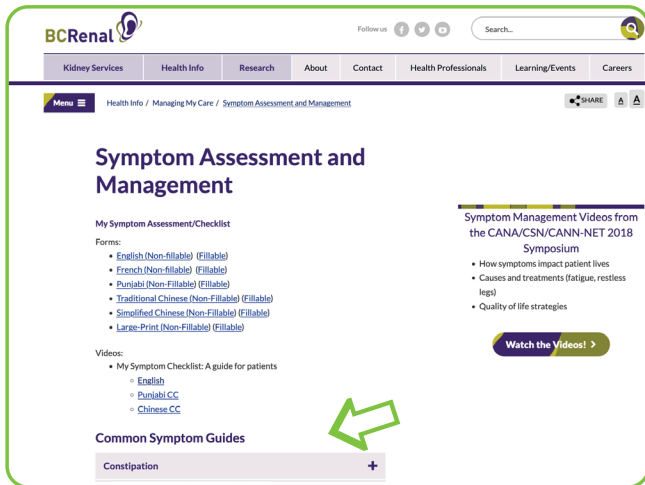 BCRenal
Follow us
Search...
Kidney Services Health Info Research About Contact Health Professionals Learning/Events Careers
Menu
Health Info / Managing My Care / Symptom Assessment and Management
SHARE A A
Symptom Assessment and
Management
My Symptom Assessment/Checklist
Forms:
• English (Non-fillable) (Fillable)
• French (Non-fillable) (Fillable)
• Punjabi (Non-Fillable) (Fillable)
• Traditional Chinese (Non-Fillable) (Fillable)
• Simplified Chinese (Non-Fillable) (Fillable)
• Large-Print (Non-Fillable) (Fillable)
Videos:
• My Symptom Checklist: A guide for patients
○ English
○ Punjabi CC
○ Chinese CC
Common Symptom Guides
Constipation +
Symptom Management Videos from
the CANA/CSN/CANN-NET 2018
Symposium
• How symptoms impact patient lives
• Causes and treatments (fatigue, restless
legs)
• Quality of life strategies
Watch the Videos! >